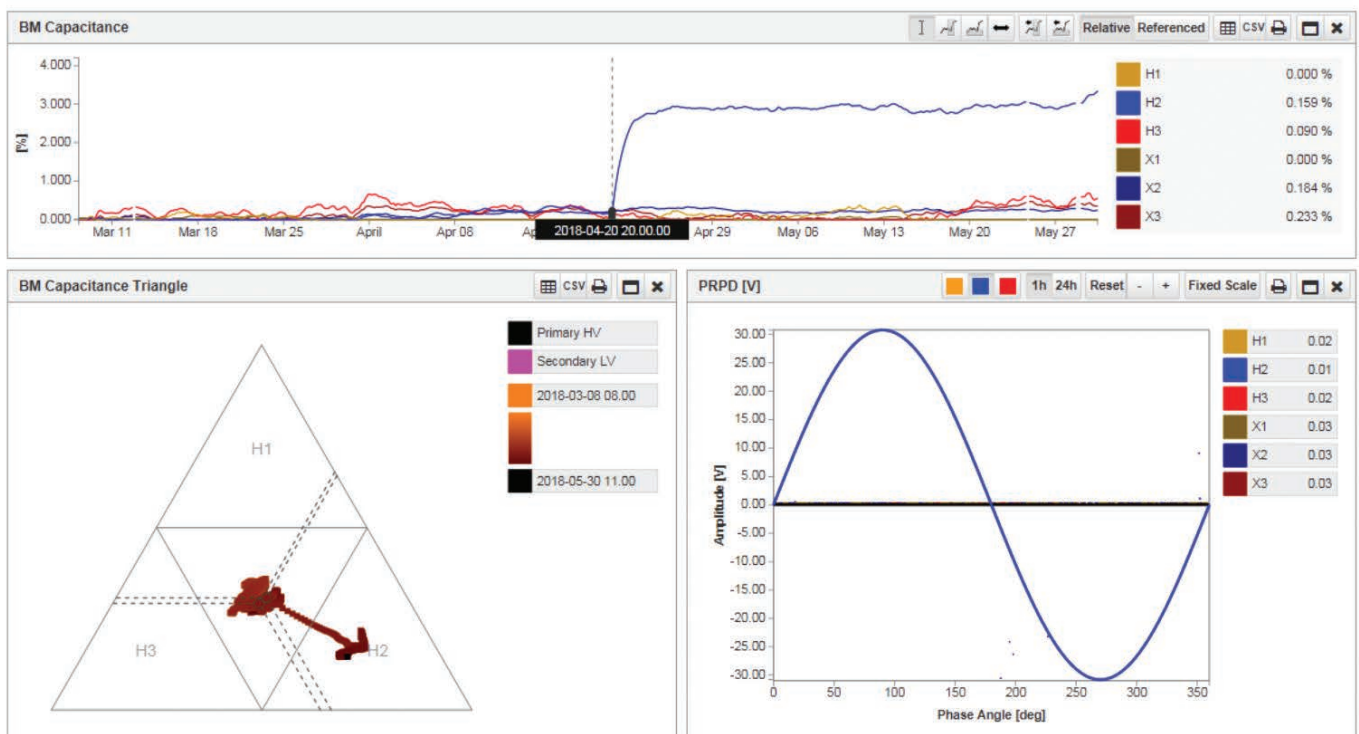 BM Capacitance
Relative Referenced CSV
4.000
3.000
2.000
1.000
0.000
[%]
Mar 11 Mar 18 Mar 25 April Apr 08 Ap 2018-04-20 20.00.00 Apr 29 May 06 May 13 May 20 May 27
H1 0.000 %
H2 0.159 %
H3 0.090 %
X1 0.000 %
X2 0.184 %
X3 0.233 %
BM Capacitance Triangle
CSV
Primary HV
Secondary LV
2018-03-08 08.00
2018-05-30 11.00
H1
H3
H2
PRPD [V]
1h 24h Reset - + Fixed Scale
30.00
25.00
20.00
15.00
10.00
5.00
0.00
-5.00
-10.00
-15.00
-20.00
-25.00
-30.00
Amplitude [V]
0 50 100 150 200 250 300 350
Phase Angle [deg]
H1 0.02
H2 0.01
H3 0.02
X1 0.03
X2 0.03
X3 0.03